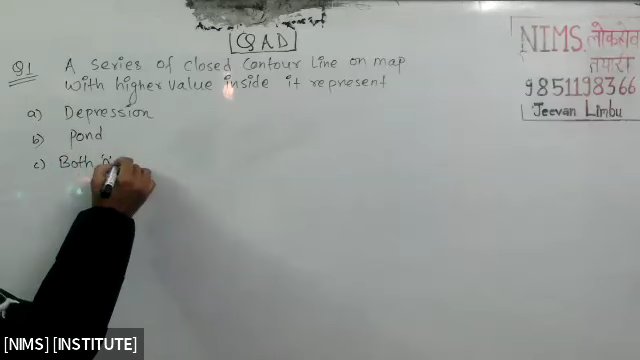 [QAD]
Q1 A series of closed contour line on map
with higher value inside it represent
a) Depression
b) Pond
c) Both 'a'
NIMS. लोकसेवा
तयारी
9851198366
Jeevan Limbu
[NIMS] [INSTITUTE]